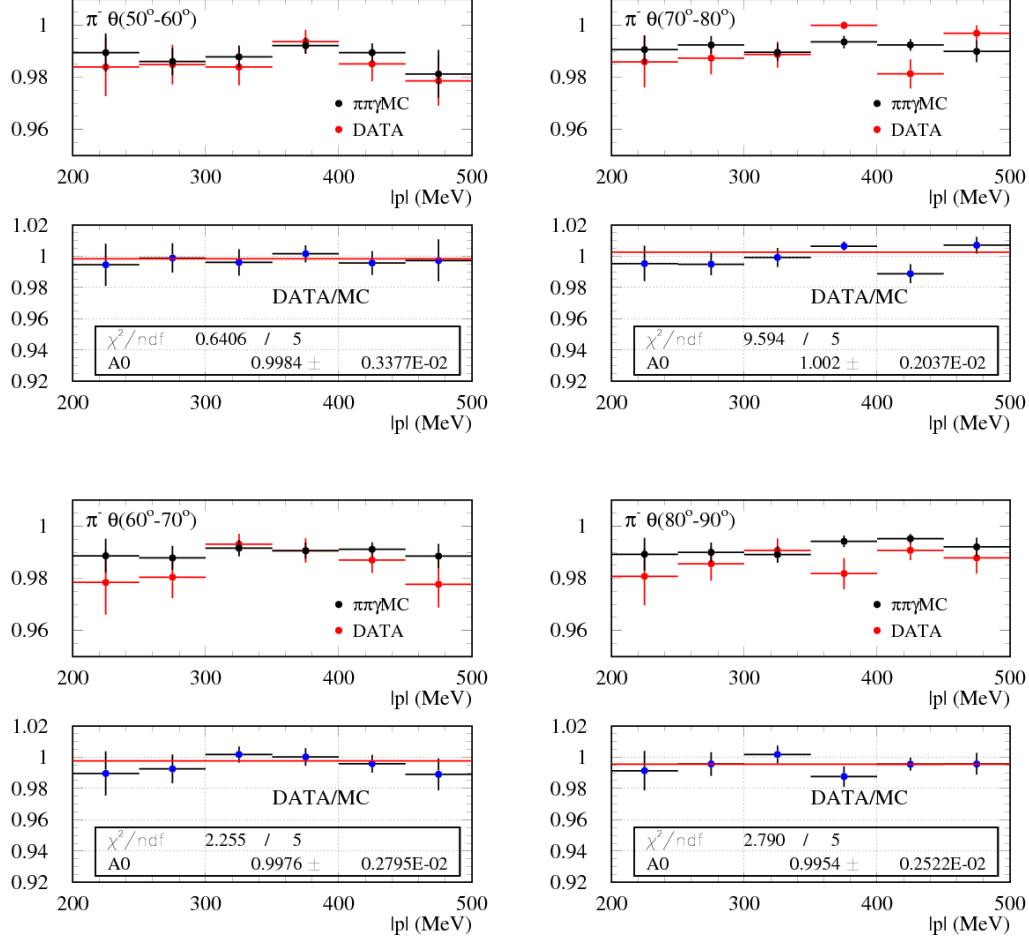 π⁻ θ(50°-60°)
1
0.98
0.96
ππγMC
DATA
200 300 400 500
|p| (MeV)
1.02
1
0.98
0.96
0.94
0.92
DATA/MC
χ²/ndf 0.6406 / 5
A0 0.9984 ± 0.3377E-02
200 300 400 500
|p| (MeV)
π⁻ θ(70°-80°)
1
0.98
0.96
ππγMC
DATA
200 300 400 500
|p| (MeV)
1.02
1
0.98
0.96
0.94
0.92
DATA/MC
χ²/ndf 9.594 / 5
A0 1.002 ± 0.2037E-02
200 300 400 500
|p| (MeV)
π⁻ θ(60°-70°)
1
0.98
0.96
ππγMC
DATA
200 300 400 500
|p| (MeV)
1.02
1
0.98
0.96
0.94
0.92
DATA/MC
χ²/ndf 2.255 / 5
A0 0.9976 ± 0.2795E-02
200 300 400 500
|p| (MeV)
π⁻ θ(80°-90°)
1
0.98
0.96
ππγMC
DATA
200 300 400 500
|p| (MeV)
1.02
1
0.98
0.96
0.94
0.92
DATA/MC
χ²/ndf 2.790 / 5
A0 0.9954 ± 0.2522E-02
200 300 400 500
|p| (MeV)